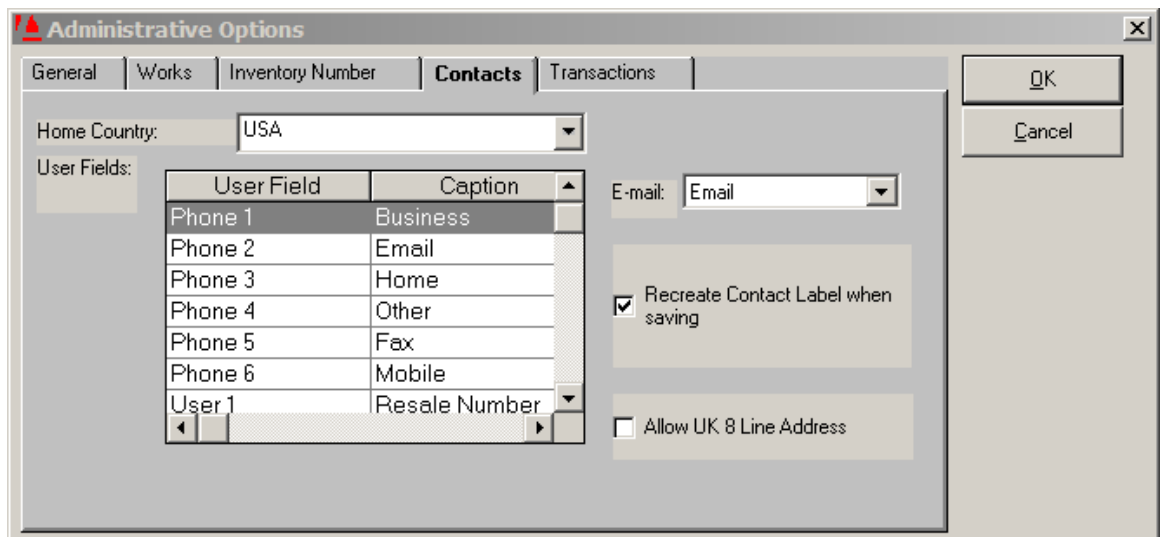 Administrative Options
General Works Inventory Number Contacts Transactions
OK
Cancel
Home Country: USA
User Fields:
User Field Caption
Phone 1 Business
Phone 2 Email
Phone 3 Home
Phone 4 Other
Phone 5 Fax
Phone 6 Mobile
User 1 Resale Number
E-mail: Email
Recreate Contact Label when
saving
Allow UK 8 Line Address